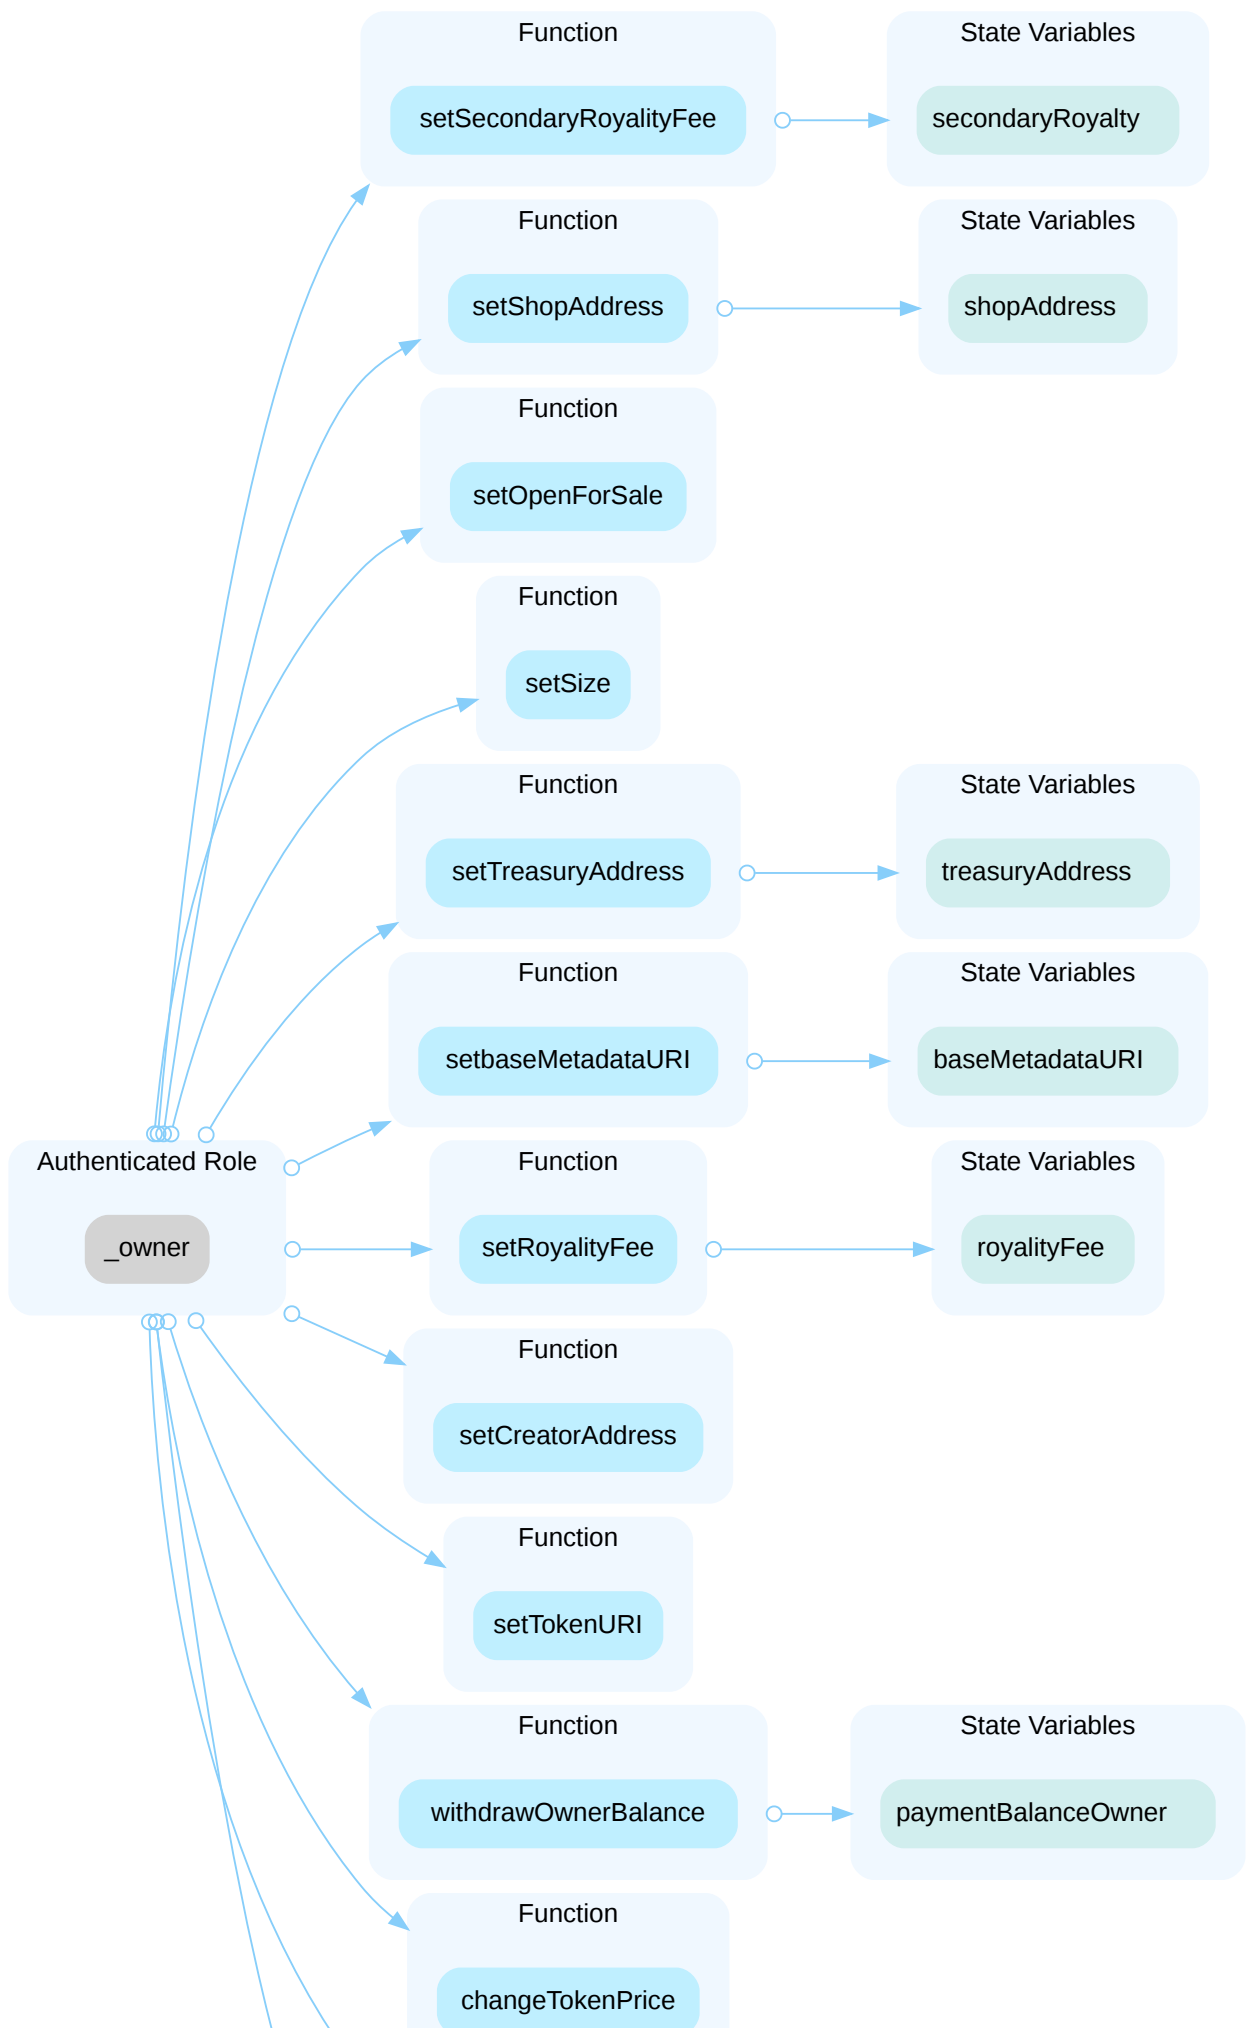 Function
State Variables
setSecondaryRoyalityFee
secondaryRoyalty
Function
State Variables
setShopAddress
shopAddress
Function
setOpenForSale
Function
setSize
Function
State Variables
setTreasuryAddress
treasuryAddress
Function
State Variables
setbaseMetadataURI
baseMetadataURI
Authenticated Role
Function
State Variables
_owner
setRoyalityFee
royalityFee
Function
setCreatorAddress
Function
setTokenURI
Function
State Variables
withdrawOwnerBalance
paymentBalanceOwner
Function
changeTokenPrice